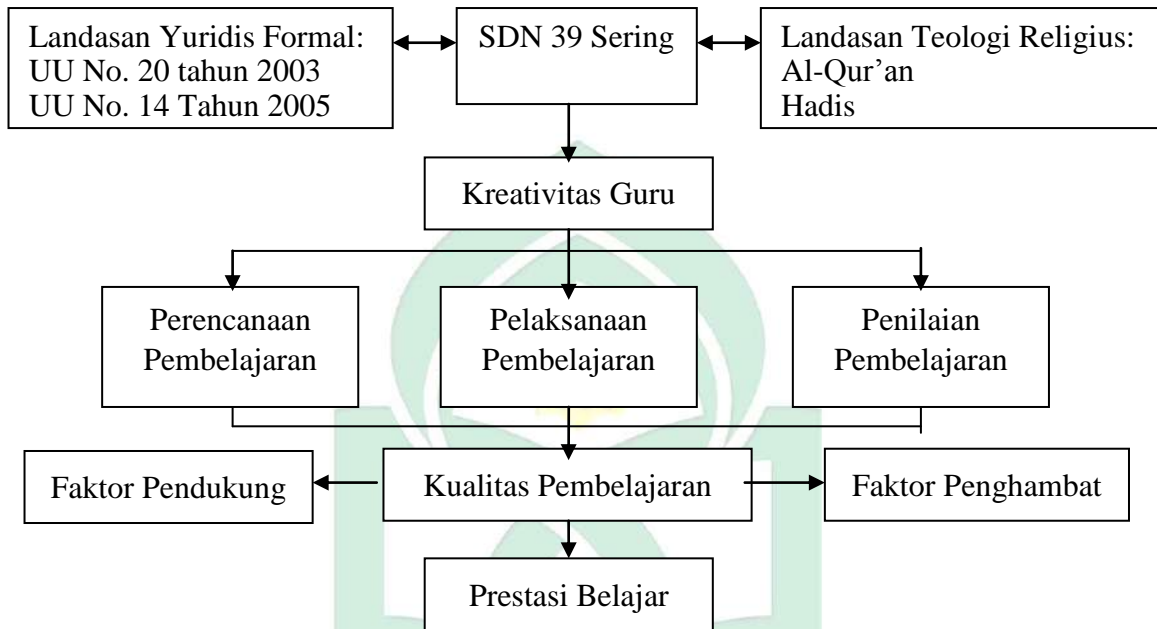 Landasan Yuridis Formal:
UU No. 20 tahun 2003
UU No. 14 Tahun 2005
SDN 39 Sering
Landasan Teologi Religius:
Al-Qur’an
Hadis
Kreativitas Guru
Perencanaan
Pembelajaran
Pelaksanaan
Pembelajaran
Penilaian
Pembelajaran
Faktor Pendukung
Kualitas Pembelajaran
Faktor Penghambat
Prestasi Belajar